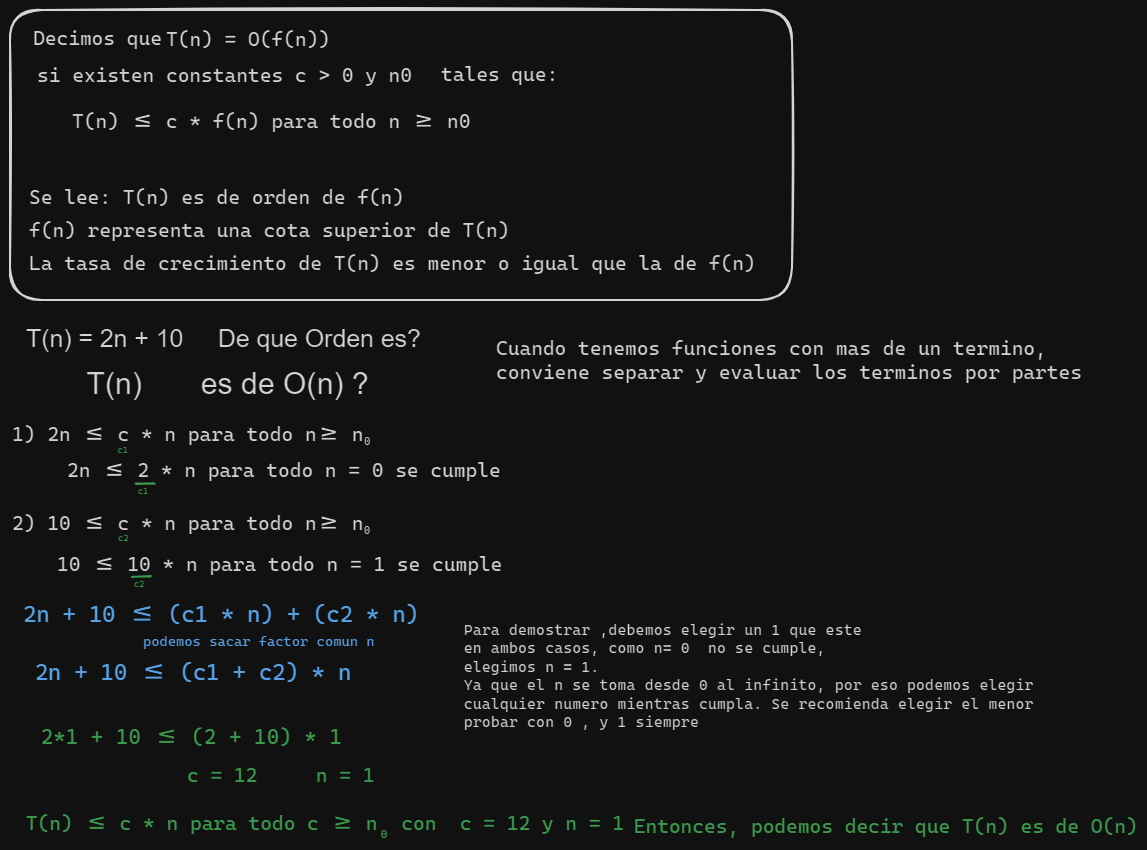 Decimos que T(n) = O(f(n))
si existen constantes c > 0 y n0 tales que:
T(n) ≤ c * f(n) para todo n ≥ n0
Se lee: T(n) es de orden de f(n)
f(n) representa una cota superior de T(n)
La tasa de crecimiento de T(n) es menor o igual que la de f(n)
T(n) = 2n + 10 De que Orden es?
T(n) es de O(n) ?
Cuando tenemos funciones con mas de un termino,
conviene separar y evaluar los terminos por partes
1) 2n ≤ c * n para todo n≥ n₀
c1
2n ≤ 2 * n para todo n = 0 se cumple
c1
2) 10 ≤ c * n para todo n≥ n₀
c2
10 ≤ 10 * n para todo n = 1 se cumple
c2
2n + 10 ≤ (c1 * n) + (c2 * n)
podemos sacar factor comun n
2n + 10 ≤ (c1 + c2) * n
Para demostrar ,debemos elegir un 1 que este
en ambos casos, como n= 0 no se cumple,
elegimos n = 1.
Ya que el n se toma desde 0 al infinito, por eso podemos elegir
cualquier numero mientras cumpla. Se recomienda elegir el menor
probar con 0 , y 1 siempre
2*1 + 10 ≤ (2 + 10) * 1
c = 12 n = 1
T(n) ≤ c * n para todo c ≥ n₀ con c = 12 y n = 1 Entonces, podemos decir que T(n) es de O(n)